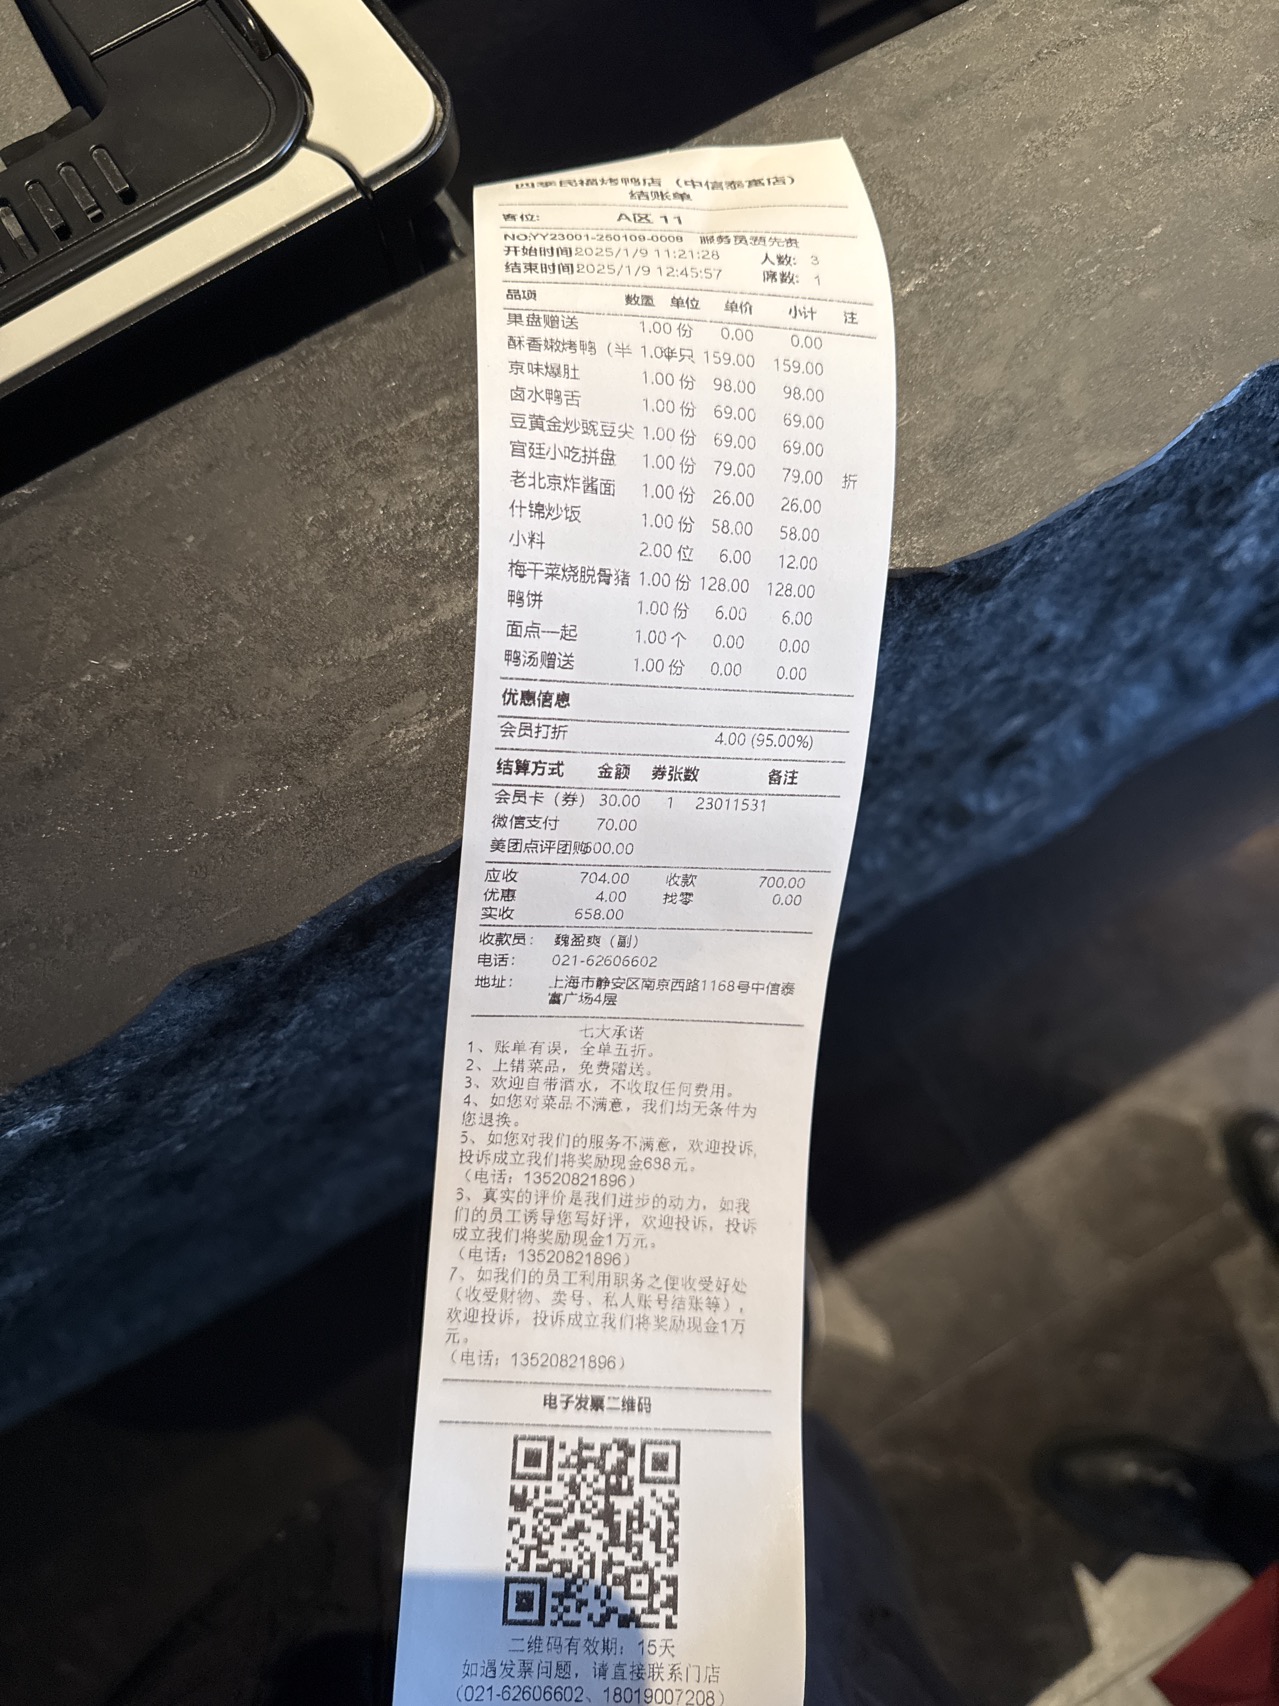 四季民福烤鸭店（中信泰富店）
结账单
客位: A区 11
NO:YY23001-250109-0008 服务员
开始时间2025/1/9 11:21:28 人数: 3
结束时间2025/1/9 12:45:57 席数: 1
品项 数量 单位 单价 小计 注
果盘赠送 1.00 份 0.00 0.00
酥香嫩烤鸭（半 1.00半只 159.00 159.00
京味爆肚 1.00 份 98.00 98.00
卤水鸭舌 1.00 份 69.00 69.00
豆黄金炒豌豆尖 1.00 份 69.00 69.00
宫廷小吃拼盘 1.00 份 79.00 79.00 折
老北京炸酱面 1.00 份 26.00 26.00
什锦炒饭 1.00 份 58.00 58.00
小料 2.00 位 6.00 12.00
梅干菜烧脱骨猪 1.00 份 128.00 128.00
鸭饼 1.00 份 6.00 6.00
面点一起 1.00 个 0.00 0.00
鸭汤赠送 1.00 份 0.00 0.00
优惠信息
会员打折 4.00 (95.00%)
结算方式 金额 券张数 备注
会员卡（券） 30.00 1 23011531
微信支付 70.00
美团点评团购600.00
应收 704.00 收款 700.00
优惠 4.00 找零 0.00
实收 658.00
收款员: 魏盈爽（副）
电话: 021-62606602
地址: 上海市静安区南京西路1168号中信泰
富广场4层
七大承诺
1、账单有误，全单五折。
2、上错菜品，免费赠送。
3、欢迎自带酒水，不收取任何费用。
4、如您对菜品不满意，我们均无条件为
您退换。
5、如您对我们的服务不满意，欢迎投诉,
投诉成立我们将奖励现金698元。
（电话：13520821896）
6、真实的评价是我们进步的动力，如我
们的员工诱导您写好评，欢迎投诉，投诉
成立我们将奖励现金1万元。
（电话：13520821896）
7、如我们的员工利用职务之便收受好处
（收受财物、卖号、私人账号结账等），
欢迎投诉，投诉成立我们将奖励现金1万
元。
（电话：13520821896）
电子发票二维码
二维码有效期：15天
如遇发票问题，请直接联系门店
（021-62606602、18019007208）